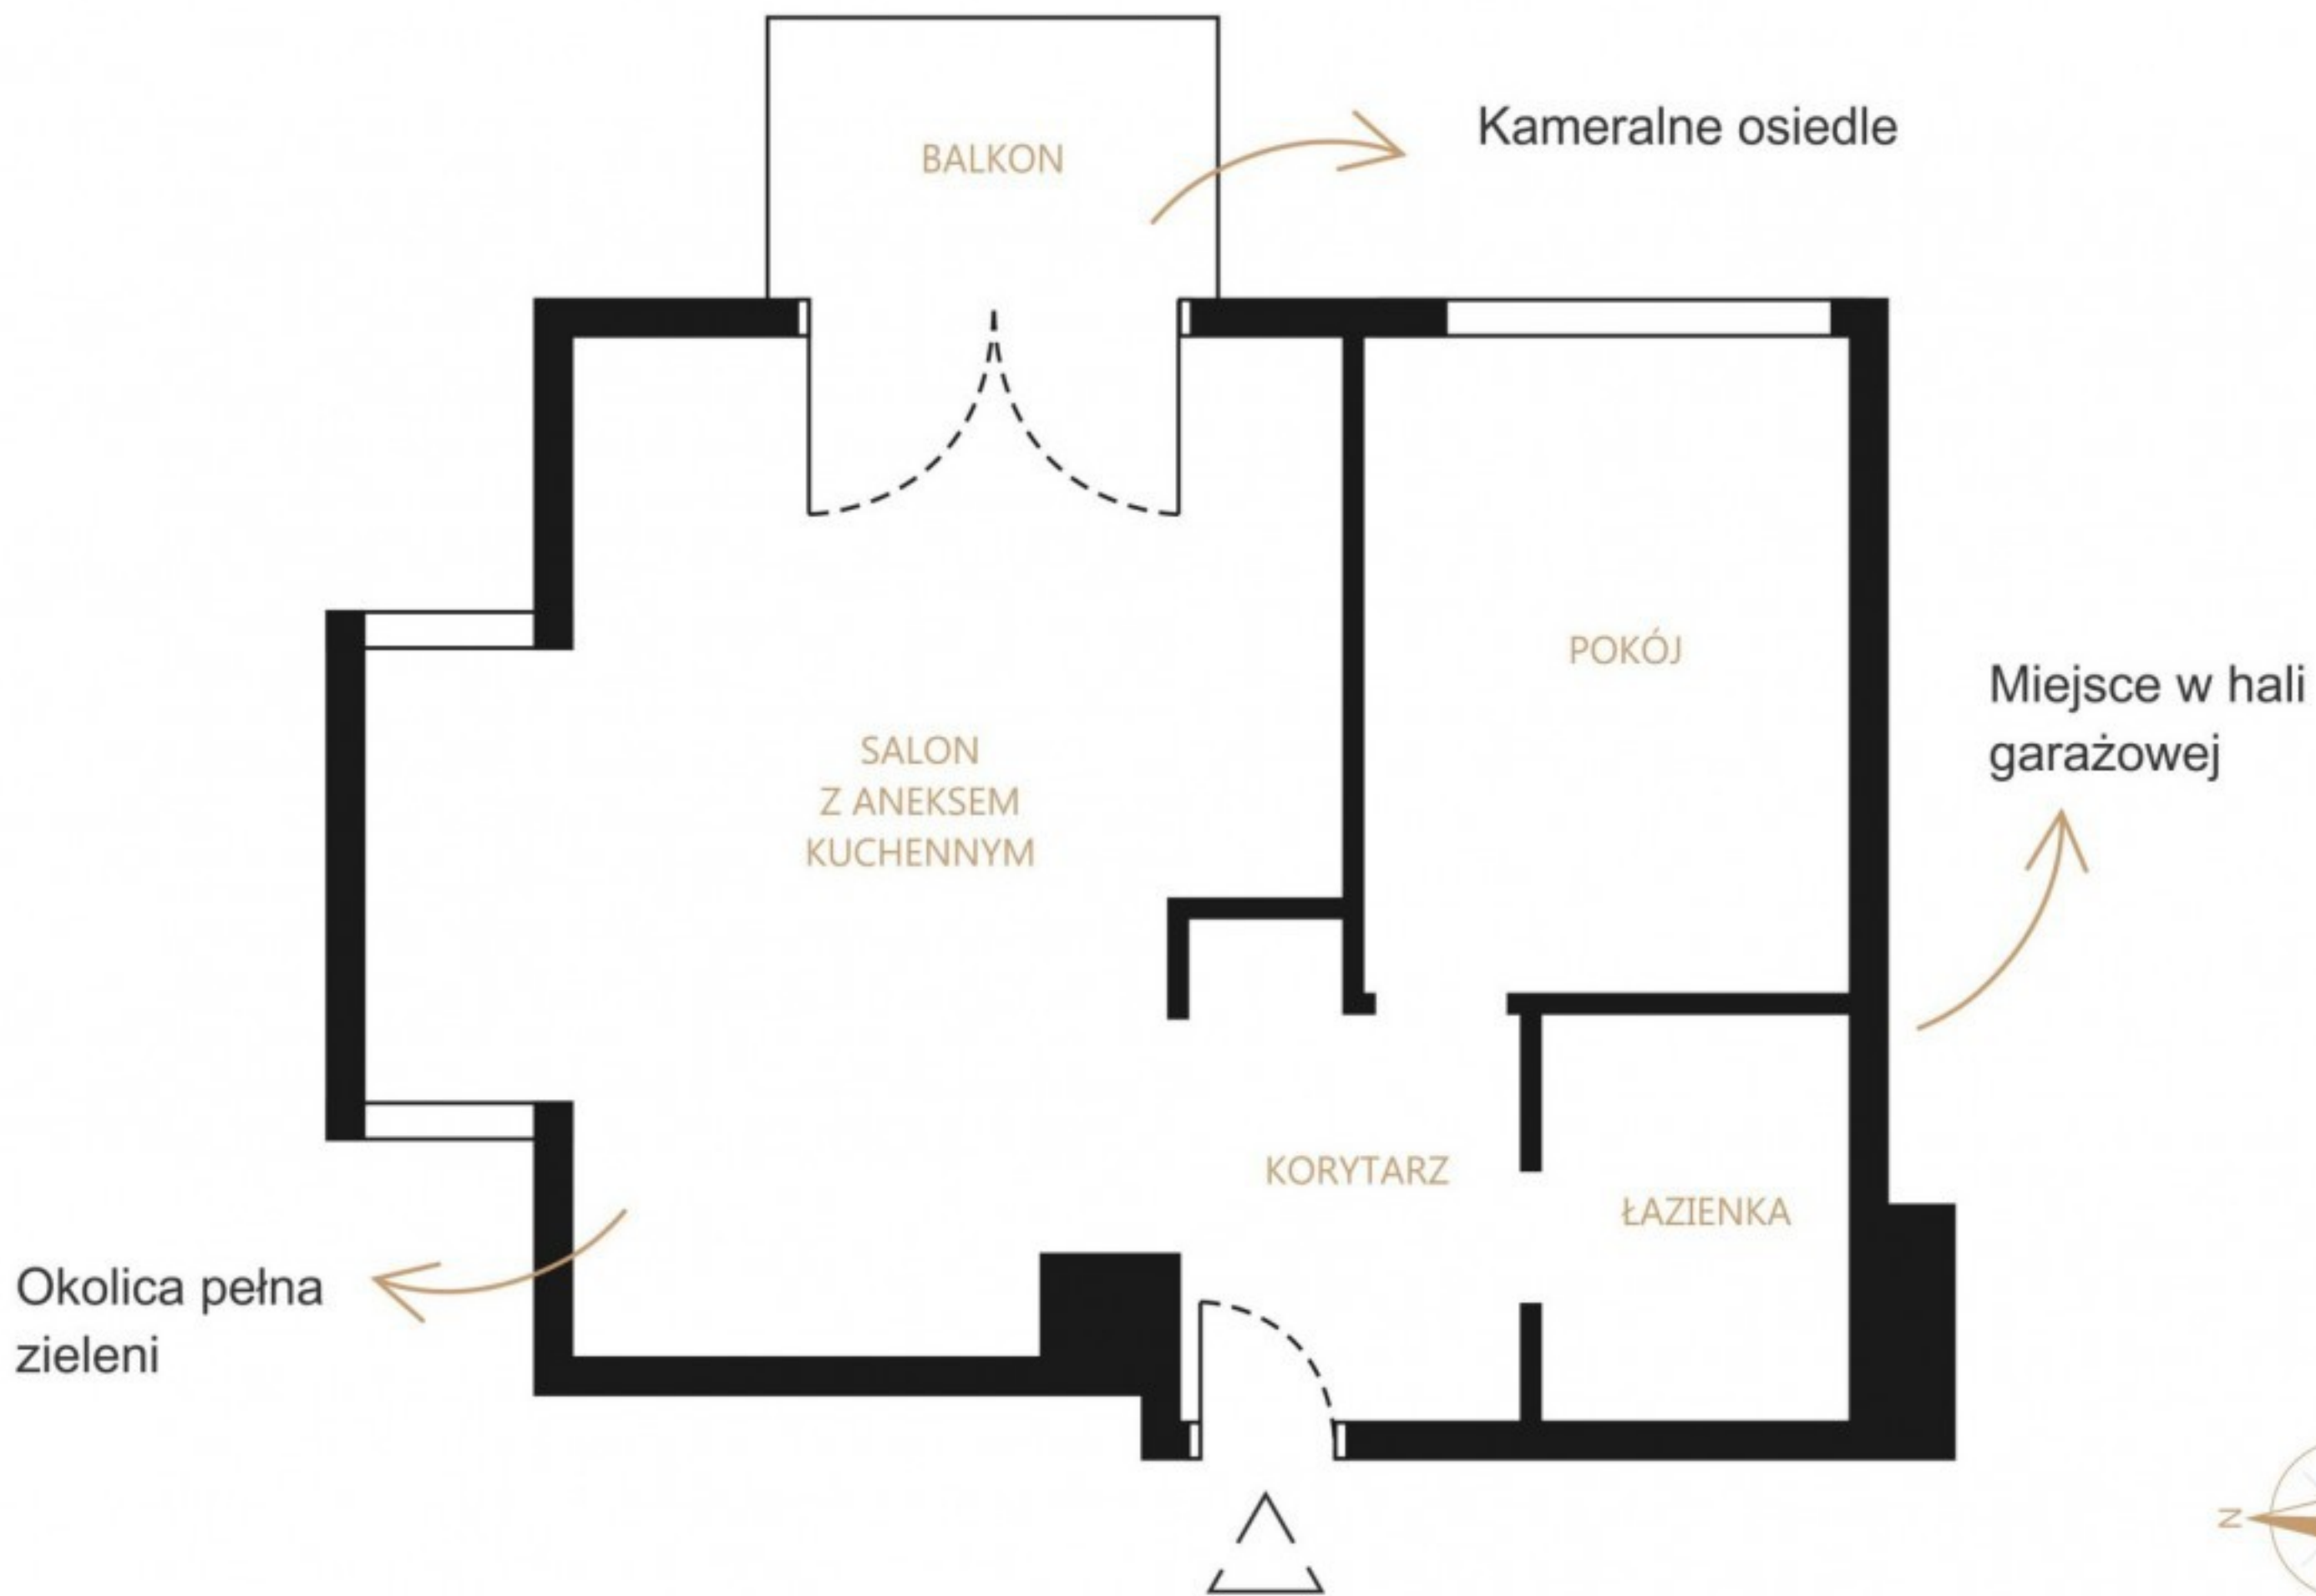 BALKON
Kameralne osiedle
POKÓJ
Miejsce w hali
garażowej
SALON
Z ANEKSEM
KUCHENNYM
KORYTARZ
ŁAZIENKA
Okolica pełna
zieleni
N